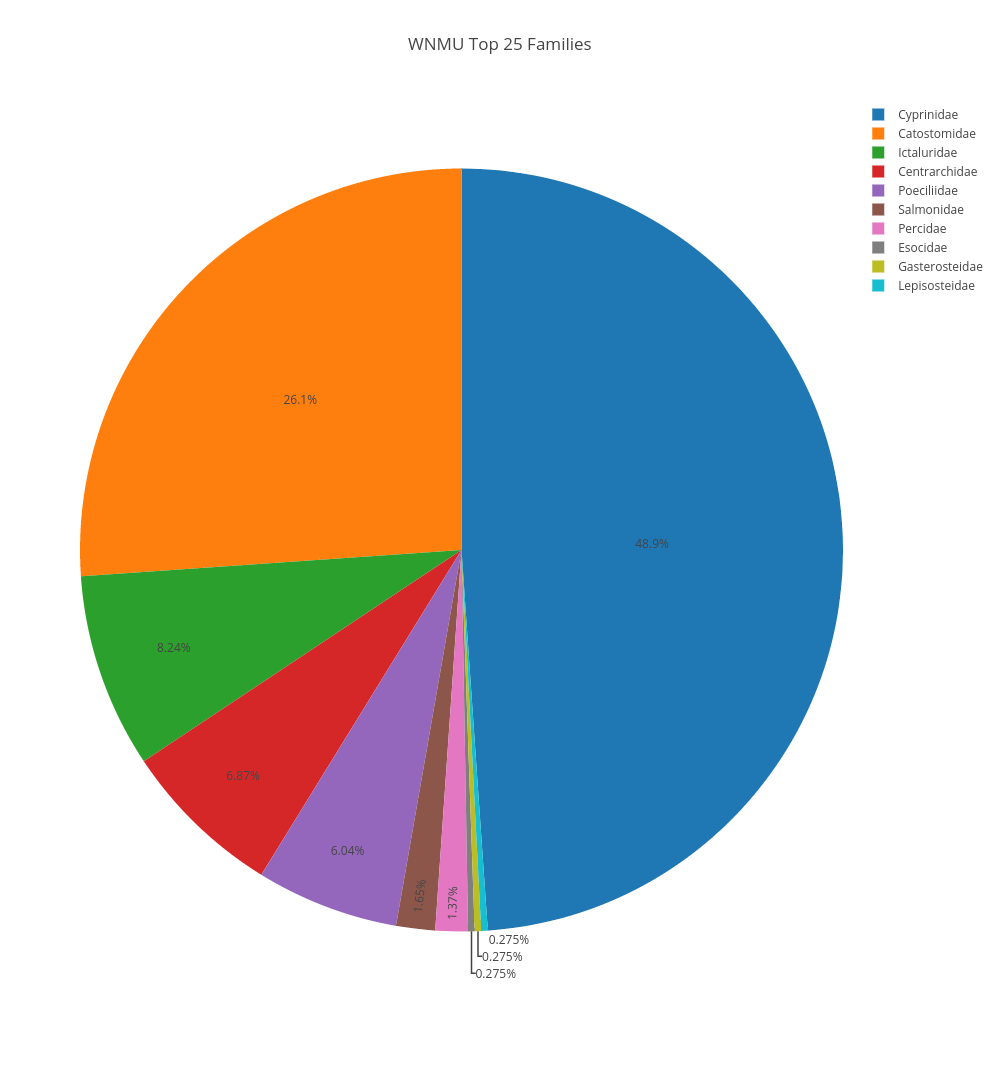 WNMU Top 25 Families
Cyprinidae
Catostomidae
Ictaluridae
Centrarchidae
Poeciliidae
Salmonidae
Percidae
Esocidae
Gasterosteidae
Lepisosteidae
26.1%
48.9%
8.24%
6.87%
6.04%
1.65%
1.37%
0.275%
0.275%
0.275%